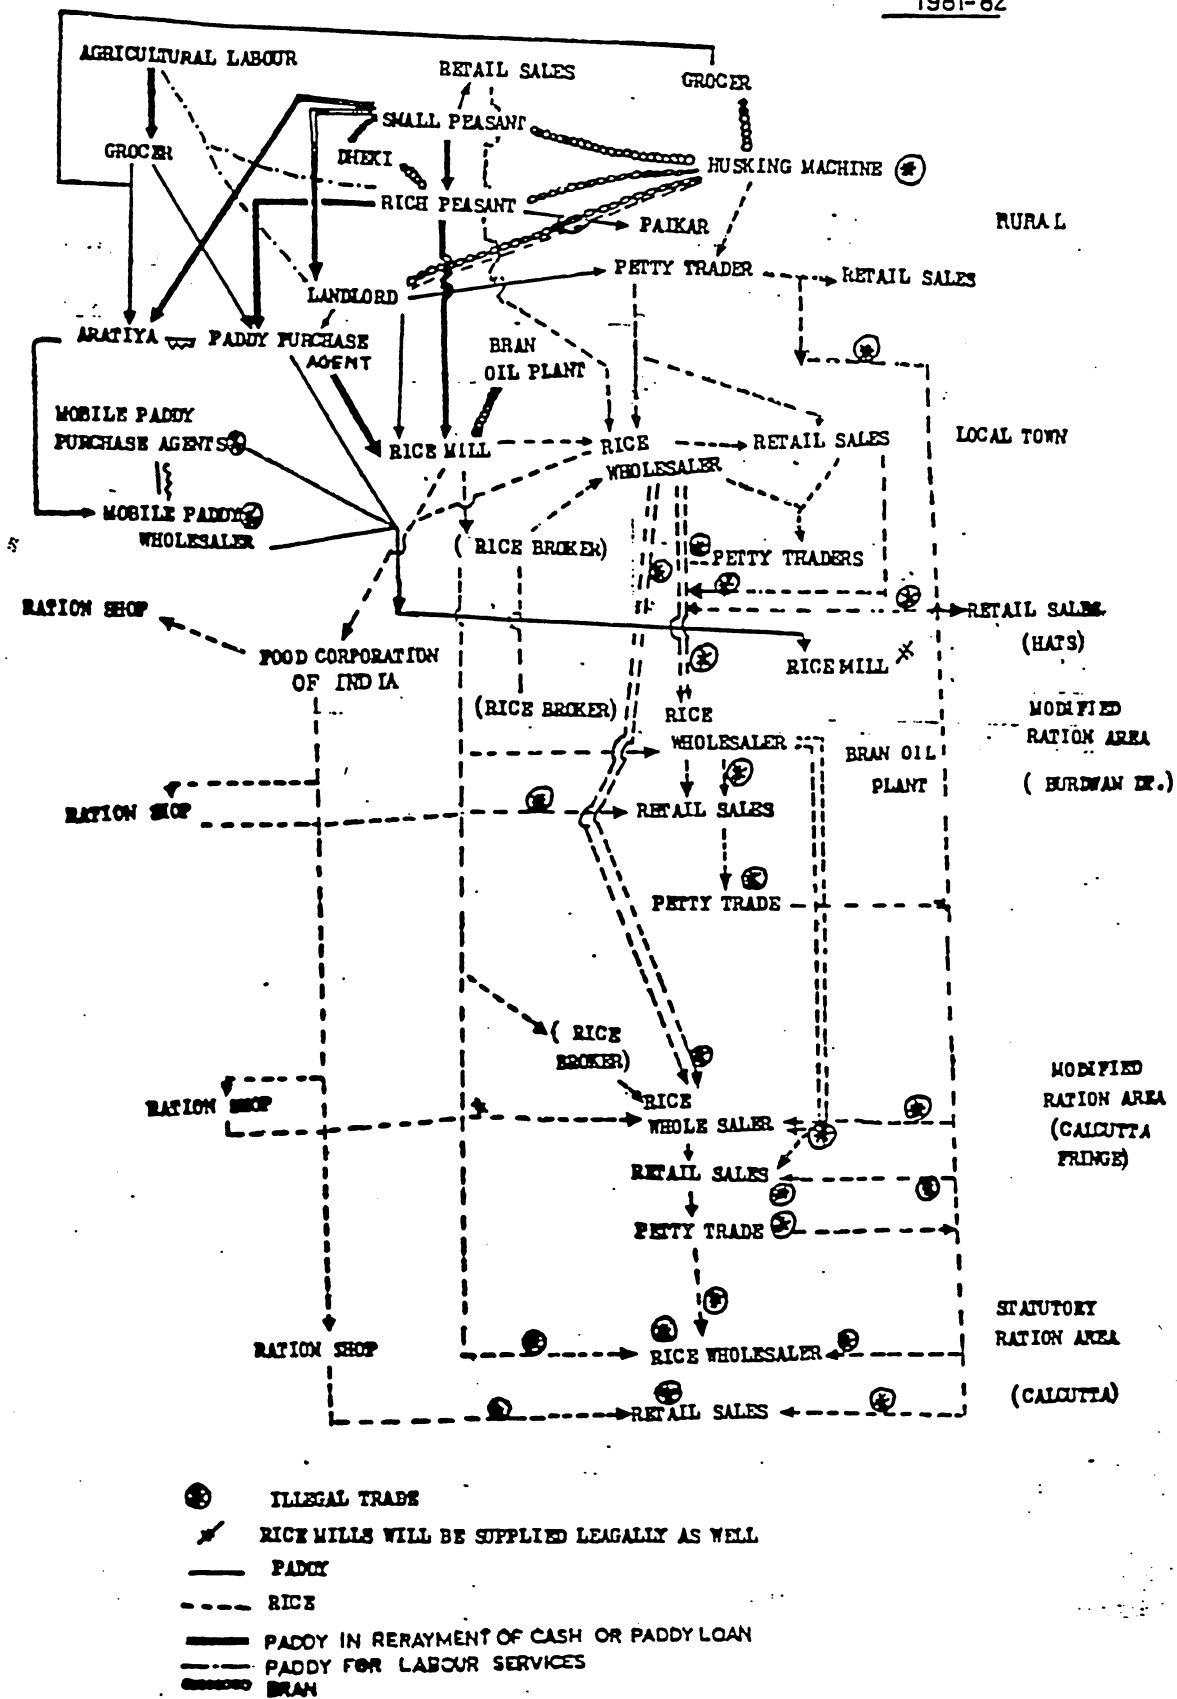 1981-82
AGRICULTURAL LABOUR
RETAIL SALES
GROCER
SMALL PEASANT
GROCER
DHEKI
HUSKING MACHINE
RICH PEASANT
PAIKAR
RURAL
PETTY TRADER
RETAIL SALES
LANDLORD
ARATIYA
PADDY PURCHASE
AGENT
BRAN
OIL PLANT
MOBILE PADDY
PURCHASE AGENTS
RICE MILL
RICE
WHOLESALER
RETAIL SALES
LOCAL TOWN
MOBILE PADDY
WHOLESALER
( RICE BROKER)
PETTY TRADERS
RATION SHOP
RETAIL SALES
(HATS)
FOOD CORPORATION
OF INDIA
RICE MILL
(RICE BROKER)
RICE
WHOLESALER
BRAN OIL
PLANT
MODIFIED
RATION AREA
( BURDWAN DT.)
RATION SHOP
RETAIL SALES
PETTY TRADE
( RICE
BROKER)
RATION SHOP
RICE
WHOLE SALER
MODIFIED
RATION AREA
(CALCUTTA
FRINGE)
RETAIL SALES
PETTY TRADE
STATUTORY
RATION AREA
(CALCUTTA)
RATION SHOP
RICE WHOLESALER
RETAIL SALES
ILLEGAL TRADE
RICE MILLS WILL BE SUPPLIED LEAGALLY AS WELL
PADDY
RICE
PADDY IN RERAYMENT OF CASH OR PADDY LOAN
PADDY FOR LABOUR SERVICES
BRAN